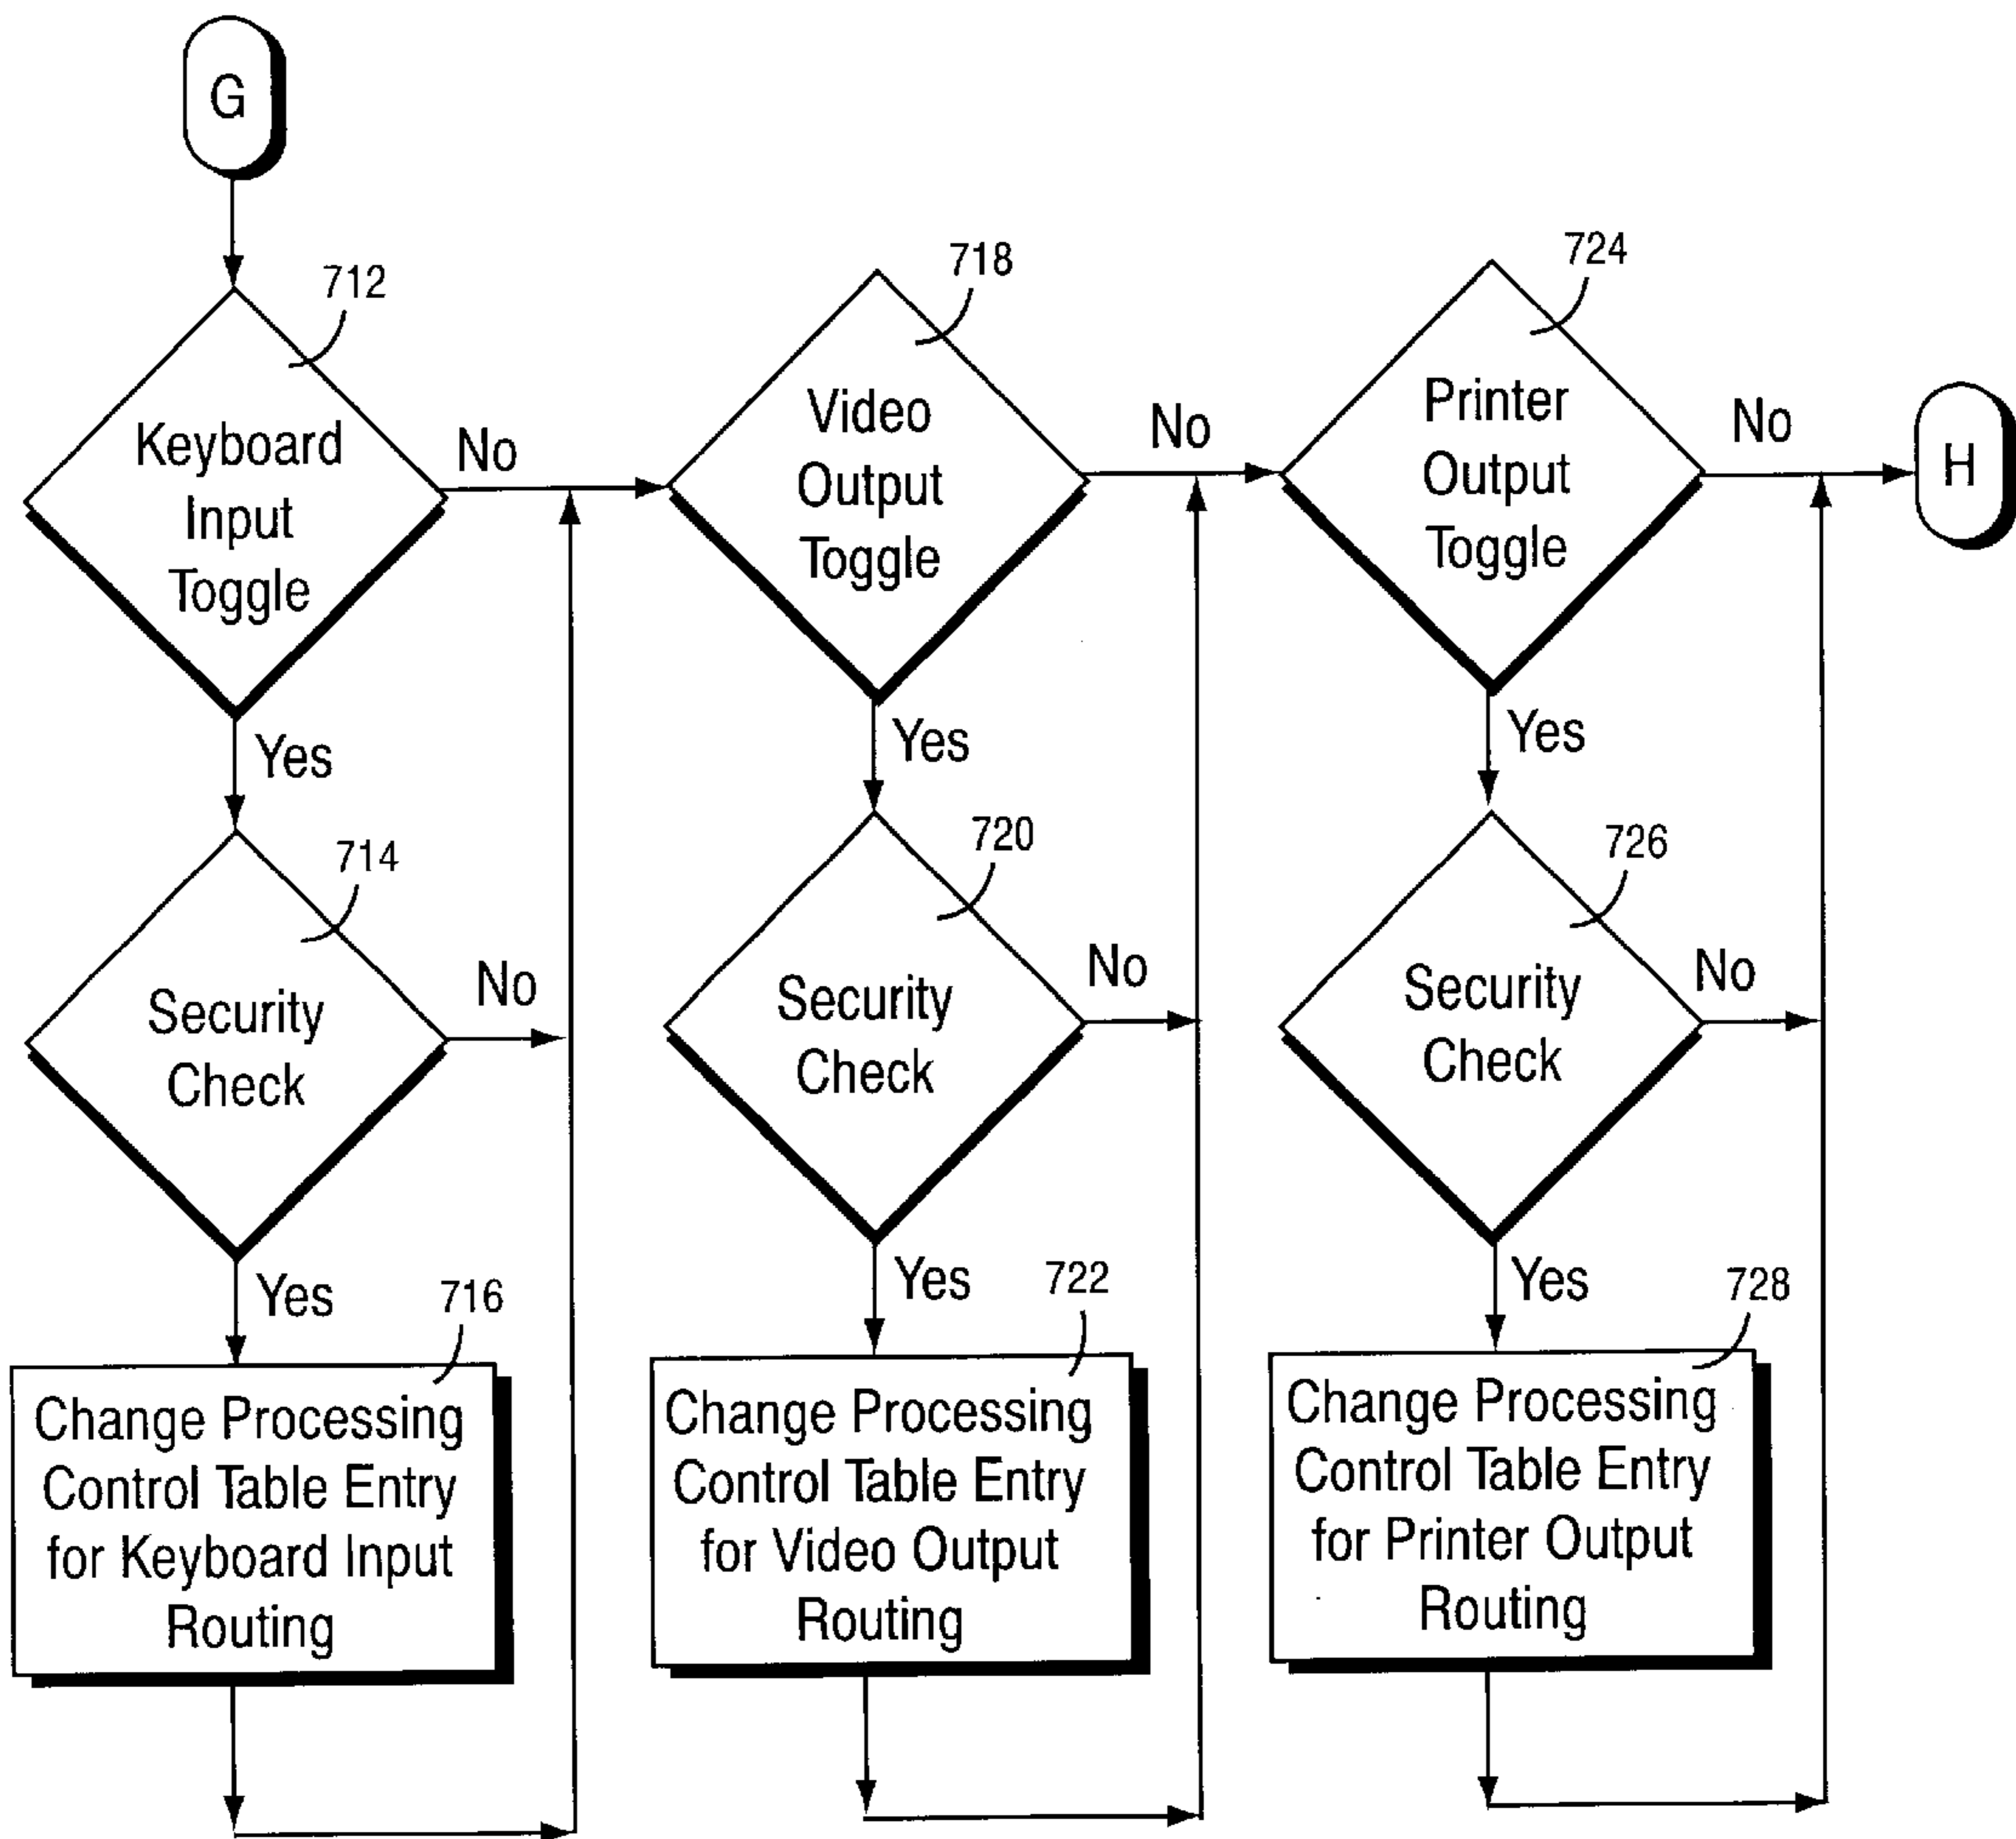 G
712
Keyboard
Input
Toggle
No
Yes
714
Security
Check
No
Yes
716
Change Processing
Control Table Entry
for Keyboard Input
Routing
718
Video
Output
Toggle
No
Yes
720
Security
Check
No
Yes
722
Change Processing
Control Table Entry
for Video Output
Routing
724
Printer
Output
Toggle
No
Yes
726
Security
Check
No
Yes
728
Change Processing
Control Table Entry
for Printer Output
Routing
H